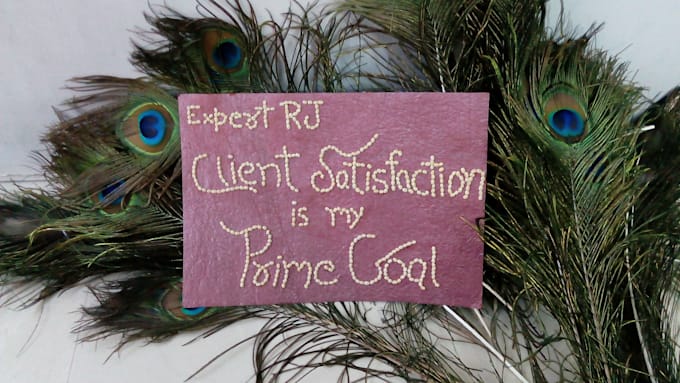 Expert RJ
Client Satisfaction
is my
Prime Goal